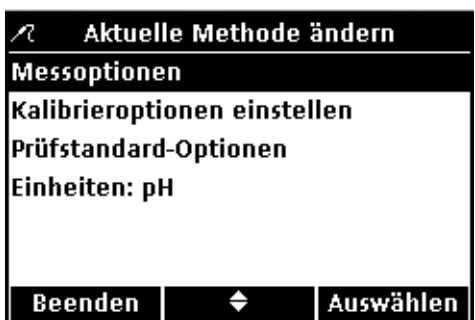 Aktuelle Methode ändern
Messoptionen
Kalibrieroptionen einstellen
Prüfstandard-Optionen
Einheiten: pH
Beenden Auswählen